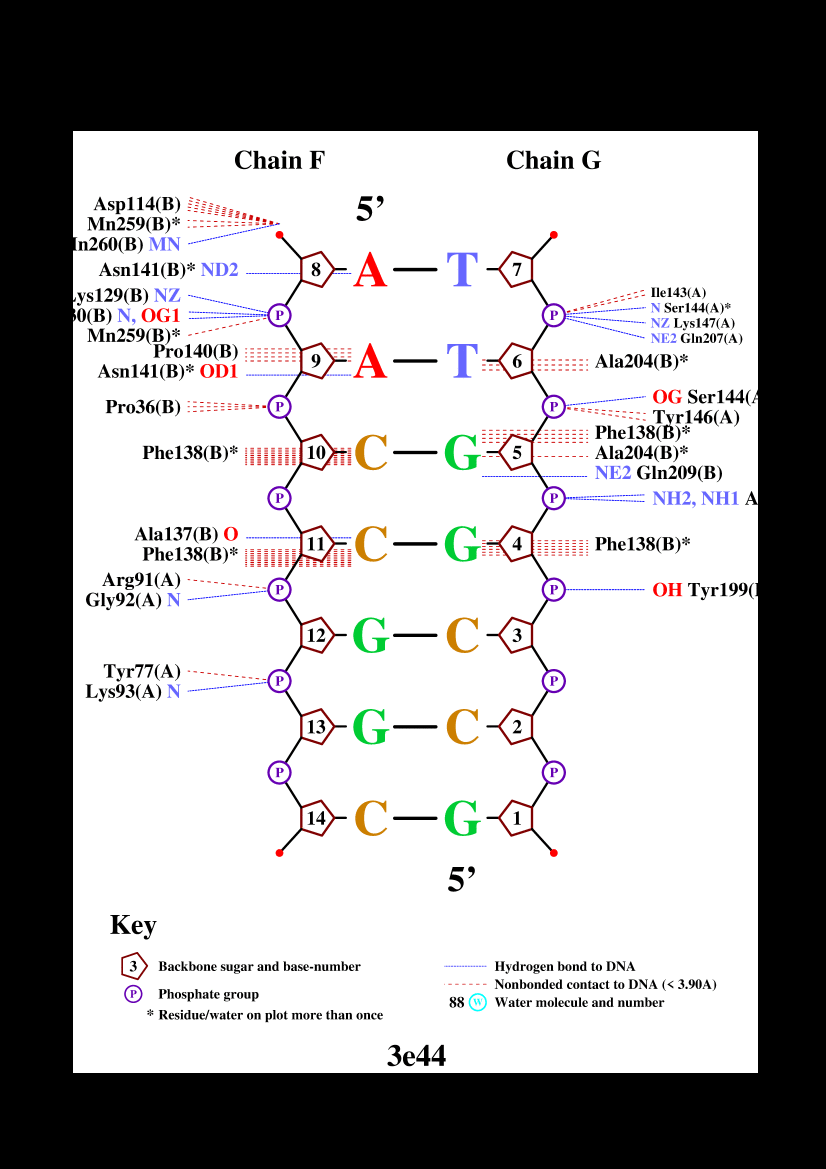 Chain F
Chain G
5’
Asp114(B)
Mn259(B)*
n260(B) MN
Asn141(B)* ND2
8 A T 7
ys129(B) NZ
30(B) N, OG1
P
P
Ile143(A)
N Ser144(A)*
NZ Lys147(A)
NE2 Gln207(A)
Mn259(B)*
Pro140(B)
Asn141(B)* OD1
9 A T 6
Ala204(B)*
Pro36(B)
P
P
OG Ser144(A
Tyr146(A)
Phe138(B)*
10 C G 5
Phe138(B)*
Ala204(B)*
NE2 Gln209(B)
P
P
NH2, NH1 A
Ala137(B) O
Phe138(B)*
11 C G 4
Phe138(B)*
Arg91(A)
Gly92(A) N
P
P
OH Tyr199(
12 G C 3
Tyr77(A)
Lys93(A) N
P
P
13 G C 2
P
P
14 C G 1
5’
Key
3 Backbone sugar and base-number
P Phosphate group
* Residue/water on plot more than once
Hydrogen bond to DNA
Nonbonded contact to DNA (< 3.90A)
88 W Water molecule and number
3e44